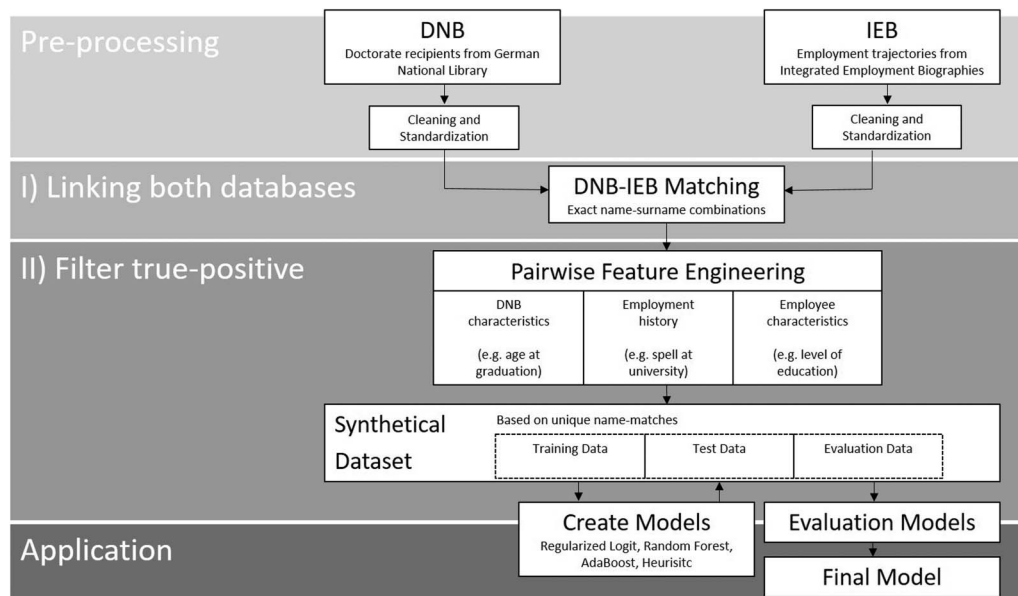 Pre-processing
DNB
Doctorate recipients from German
National Library
IEB
Employment trajectories from
Integrated Employment Biographies
Cleaning and
Standardization
Cleaning and
Standardization
I) Linking both databases
DNB-IEB Matching
Exact name-surname combinations
II) Filter true-positive
Pairwise Feature Engineering
DNB
characteristics
(e.g. age at
graduation)
Employment
history
(e.g. spell at
university)
Employee
characteristics
(e.g. level of
education)
Synthetical
Dataset
Based on unique name-matches
Training Data
Test Data
Evaluation Data
Create Models
Regularized Logit, Random Forest,
AdaBoost, Heurisitc
Evaluation Models
Application
Final Model